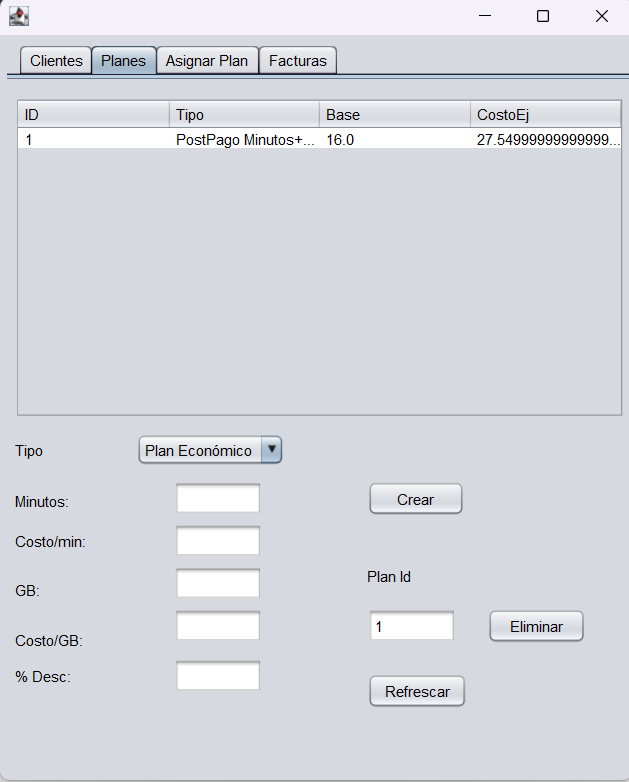 Clientes Planes Asignar Plan Facturas
ID Tipo Base CostoEj
1 PostPago Minutos+... 16.0 27.54999999999999...
Tipo Plan Económico
Minutos: Crear
Costo/min:
Plan Id
GB:
1 Eliminar
Costo/GB:
% Desc:
Refrescar